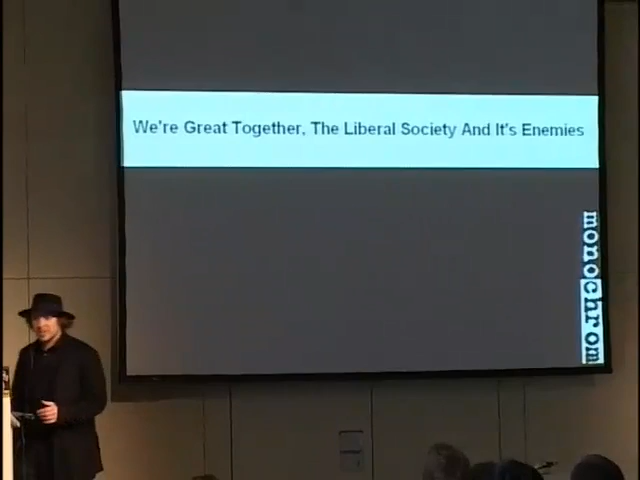 We're Great Together, The Liberal Society And It's Enemies
monochrom